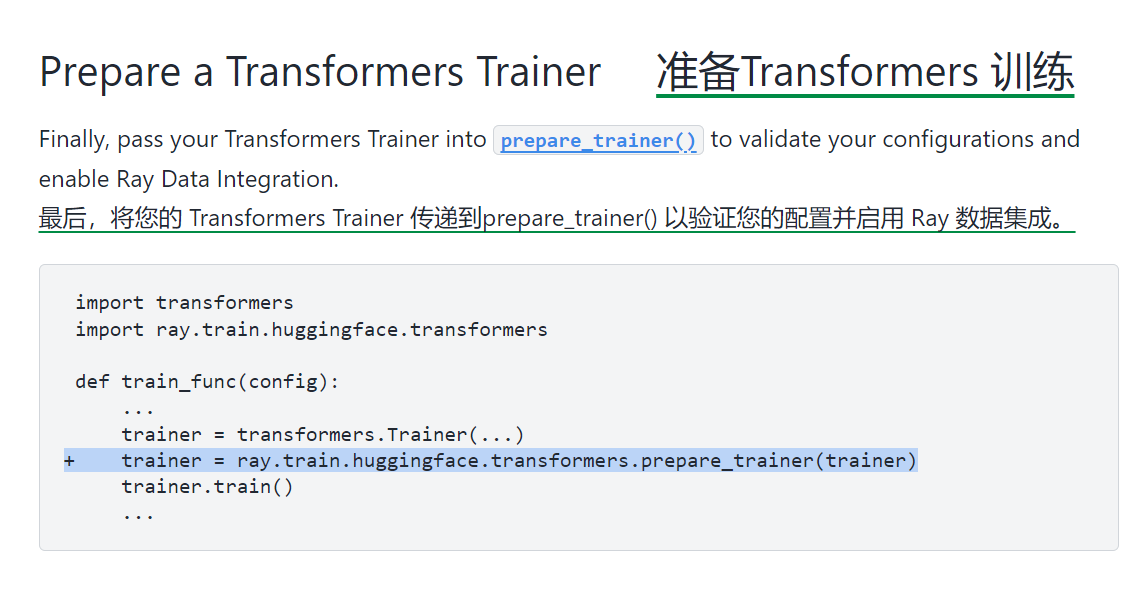 Prepare a Transformers Trainer 准备Transformers 训练
Finally, pass your Transformers Trainer into prepare_trainer() to validate your configurations and
enable Ray Data Integration.
最后，将您的 Transformers Trainer 传递到prepare_trainer() 以验证您的配置并启用 Ray 数据集成。
import transformers
import ray.train.huggingface.transformers
def train_func(config):
...
trainer = transformers.Trainer(...)
+ trainer = ray.train.huggingface.transformers.prepare_trainer(trainer)
trainer.train()
...